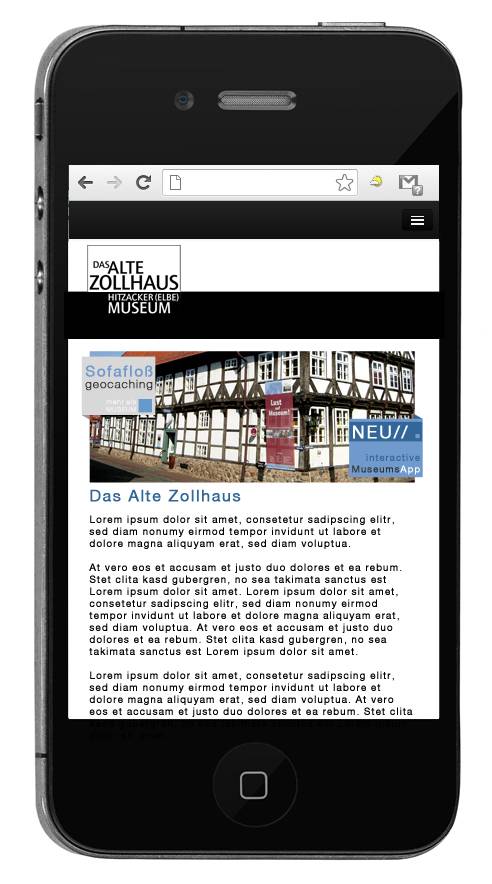 DAS ALTE
ZOLLHAUS
HITZACKER (ELBE)
MUSEUM
Sofafloß
geocaching
mehr als
MUSEUM
Lust
auf
Museum!
NEU//.
interactive
MuseumsApp
Das Alte Zollhaus
Lorem ipsum dolor sit amet, consetetur sadipscing elitr,
sed diam nonumy eirmod tempor invidunt ut labore et
dolore magna aliquyam erat, sed diam voluptua.
At vero eos et accusam et justo duo dolores et ea rebum.
Stet clita kasd gubergren, no sea takimata sanctus est
Lorem ipsum dolor sit amet. Lorem ipsum dolor sit amet,
consetetur sadipscing elitr, sed diam nonumy eirmod
tempor invidunt ut labore et dolore magna aliquyam erat,
sed diam voluptua. At vero eos et accusam et justo duo
dolores et ea rebum. Stet clita kasd gubergren, no sea
takimata sanctus est Lorem ipsum dolor sit amet.
Lorem ipsum dolor sit amet, consetetur sadipscing elitr,
sed diam nonumy eirmod tempor invidunt ut labore et
dolore magna aliquyam erat, sed diam voluptua. At vero
eos et accusam et justo duo dolores et ea rebum. Stet clita